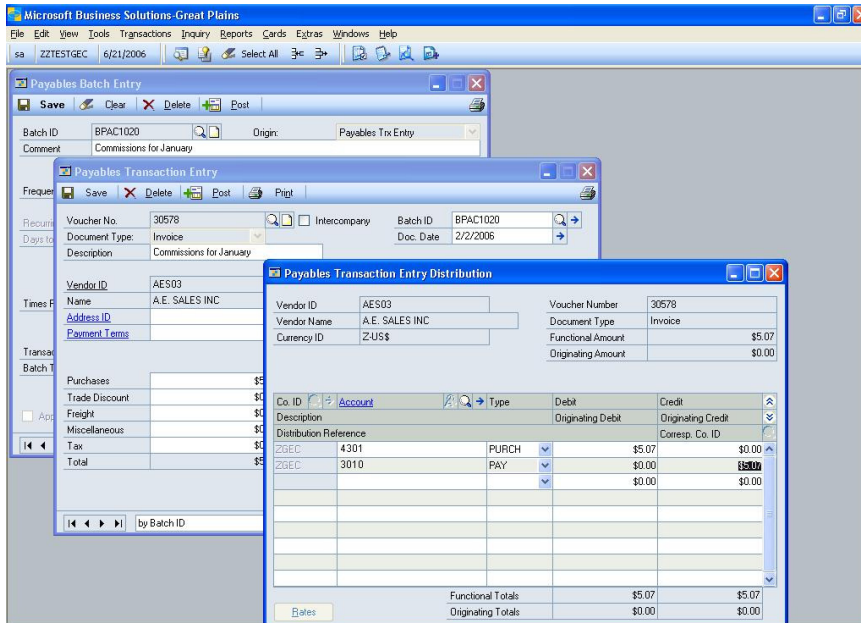 Microsoft Business Solutions-Great Plains
File Edit View Tools Transactions Inquiry Reports Cards Extras Windows Help
sa ZZTESTGEC 6/21/2006 Select All
Payables Batch Entry
Save Clear Delete Post
Batch ID BPAC1020 Origin: Payables Trx Entry
Comment Commissions for January
Payables Transaction Entry
Save Delete Post Print
Voucher No. 30578 Intercompany Batch ID BPAC1020
Document Type: Invoice Doc. Date 2/2/2006
Description Commissions for January
Vendor ID AES03
Name A.E. SALES INC
Address ID
Payment Terms
Purchases
Trade Discount
Freight
Miscellaneous
Tax
Total
by Batch ID
Payables Transaction Entry Distribution
Vendor ID AES03 Voucher Number 30578
Vendor Name A.E. SALES INC Document Type Invoice
Currency ID Z-US$ Functional Amount $5.07
Originating Amount $0.00
Co. ID Account Type Debit Credit
Description Originating Debit Originating Credit
Distribution Reference Corresp. Co. ID
ZGEC 4301 PURCH $5.07 $0.00
ZGEC 3010 PAY $0.00 $5.07
$0.00 $0.00
Functional Totals $5.07 $5.07
Rates Originating Totals $0.00 $0.00